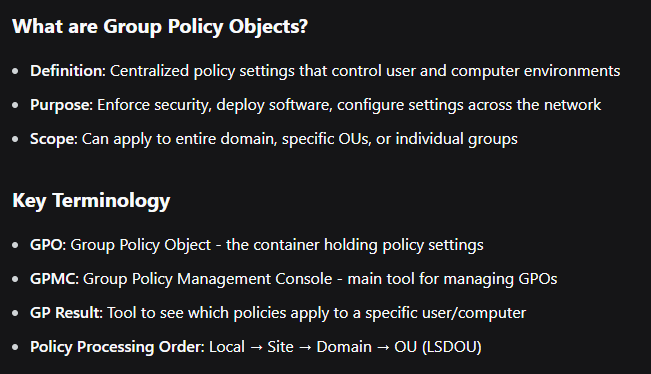 What are Group Policy Objects?
• Definition: Centralized policy settings that control user and computer environments
• Purpose: Enforce security, deploy software, configure settings across the network
• Scope: Can apply to entire domain, specific OUs, or individual groups
Key Terminology
• GPO: Group Policy Object - the container holding policy settings
• GPMC: Group Policy Management Console - main tool for managing GPOs
• GP Result: Tool to see which policies apply to a specific user/computer
• Policy Processing Order: Local → Site → Domain → OU (LSDOU)